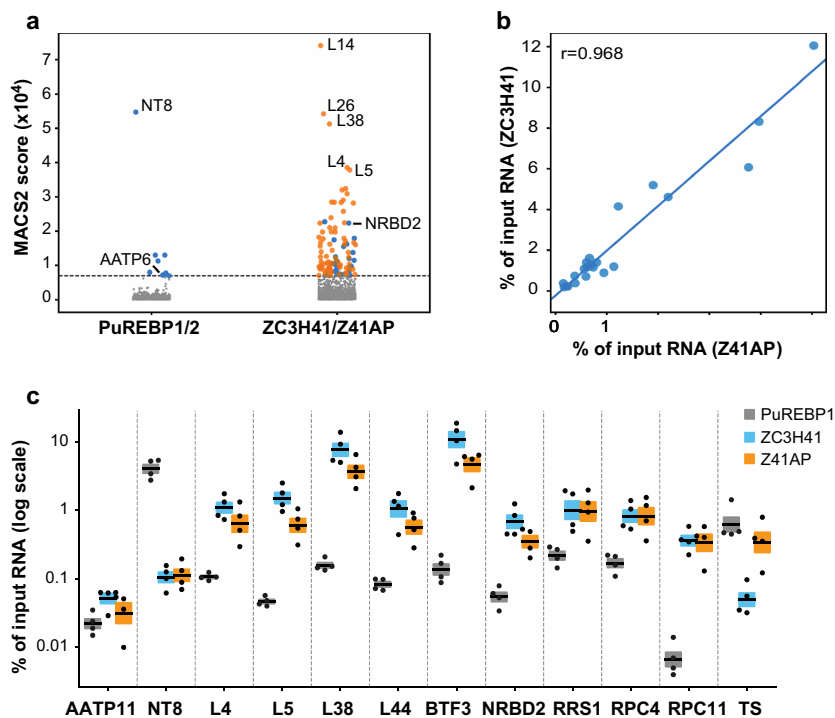 a
MACS2 score (x10⁴)
7
6
5
4
3
2
1
0
L14
L26
L38
L4
L5
NRBD2
NT8
AATP6
PuREBP1/2
ZC3H41/Z41AP
b
% of input RNA (ZC3H41)
12
10
8
6
4
2
0
r=0.968
0
1
% of input RNA (Z41AP)
c
% of input RNA (log scale)
10
1
0.1
0.01
PuREBP1
ZC3H41
Z41AP
AATP11 NT8 L4 L5 L38 L44 BTF3 NRBD2 RRS1 RPC4 RPC11 TS